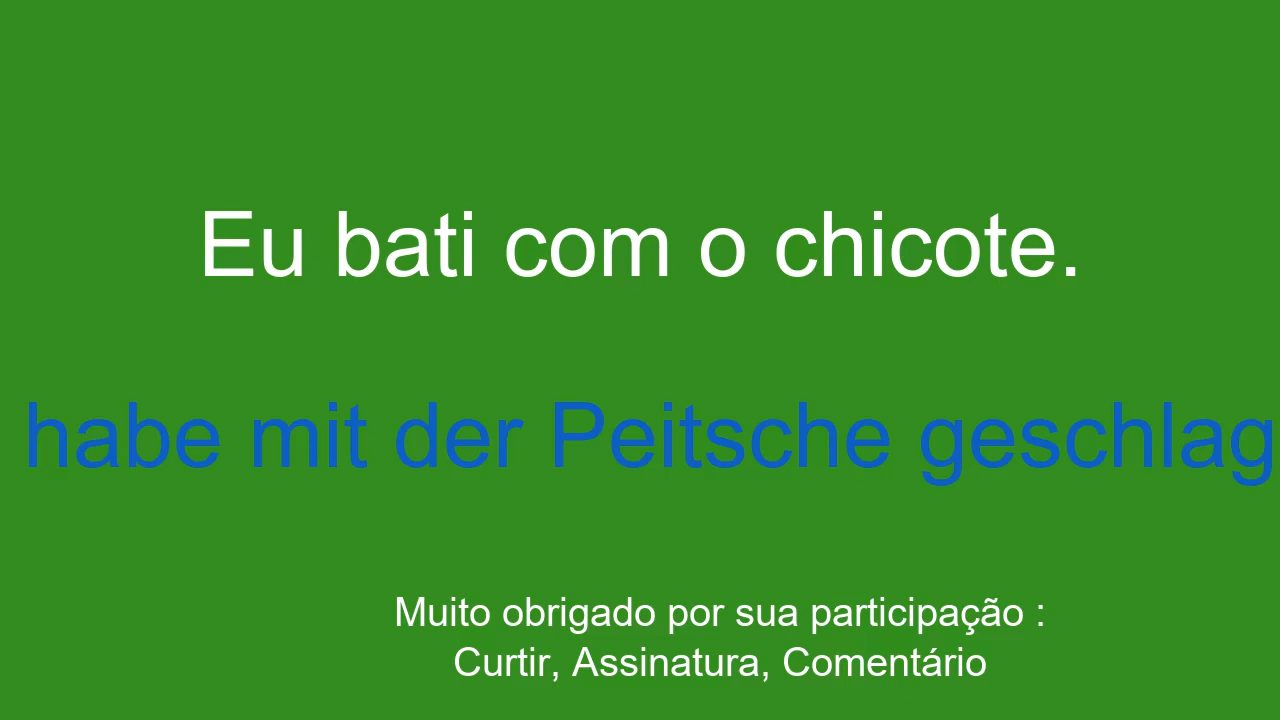 Eu bati com o chicote.
habe mit der Peitsche geschlag
Muito obrigado por sua participação :
Curtir, Assinatura, Comentário